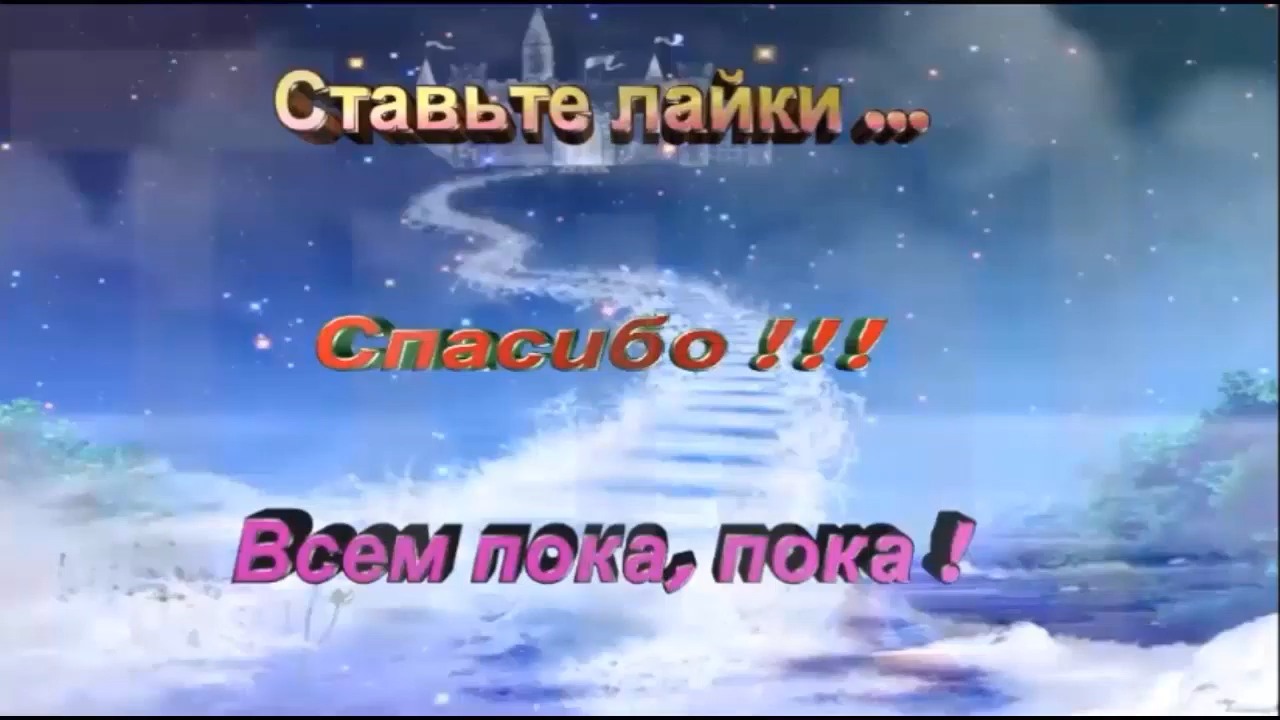 Ставьте лайки ...
Спасибо !!!
Всем пока, пока !